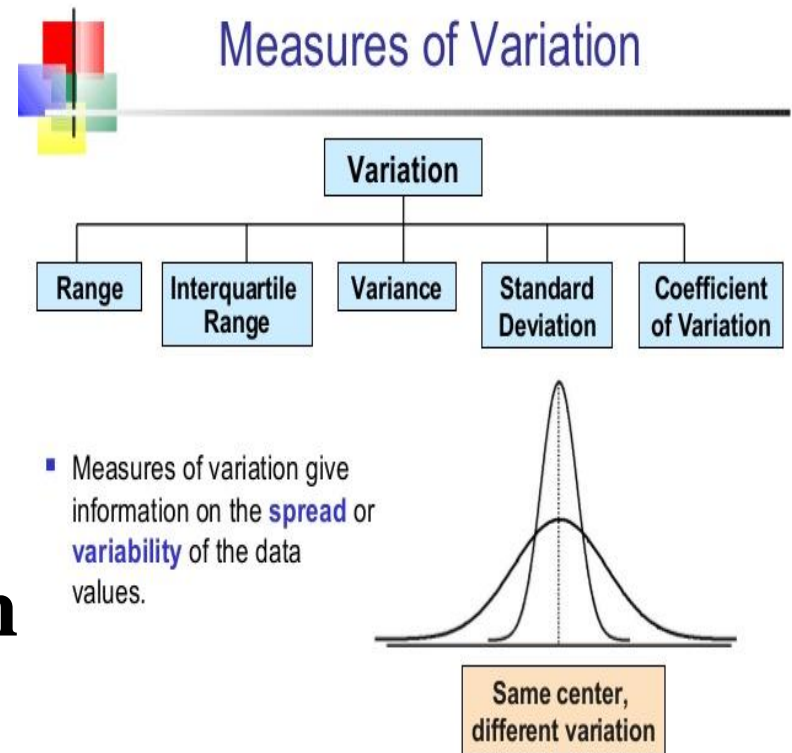 Measures of Variation
Variation
Range
Interquartile
Range
Variance
Standard
Deviation
Coefficient
of Variation
Measures of variation give
information on the spread or
variability of the data
values.
n
Same center,
different variation